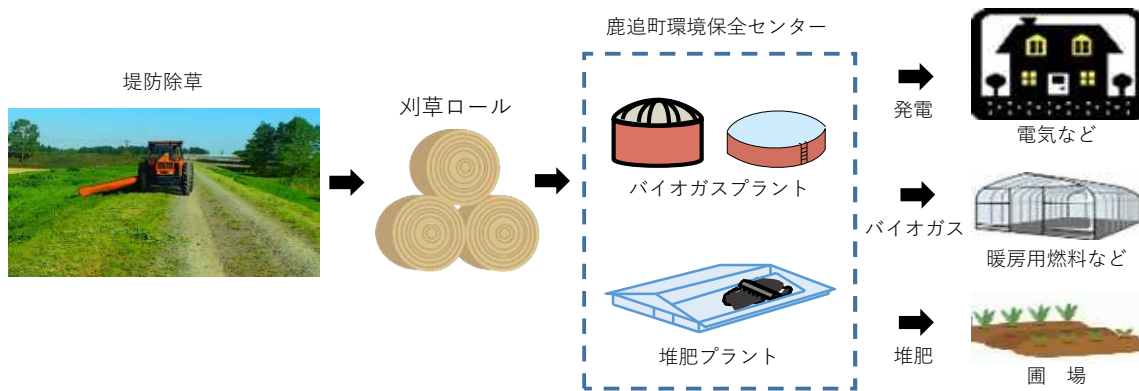 堤防除草
刈草ロール
鹿追町環境保全センター
バイオガスプラント
堆肥プラント
発電
電気など
バイオガス
暖房用燃料など
堆肥
圃　場